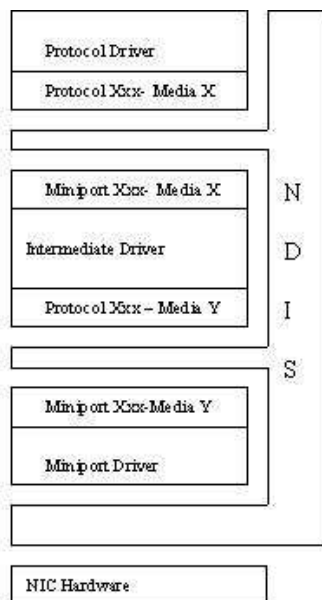 Protocol Driver
Protocol Xxx- Media X
Miniport Xxx- Media X
Intermediate Driver
Protocol Xxx – Media Y
Miniport Xxx-Media Y
Miniport Driver
NIC Hardware
N
D
I
S